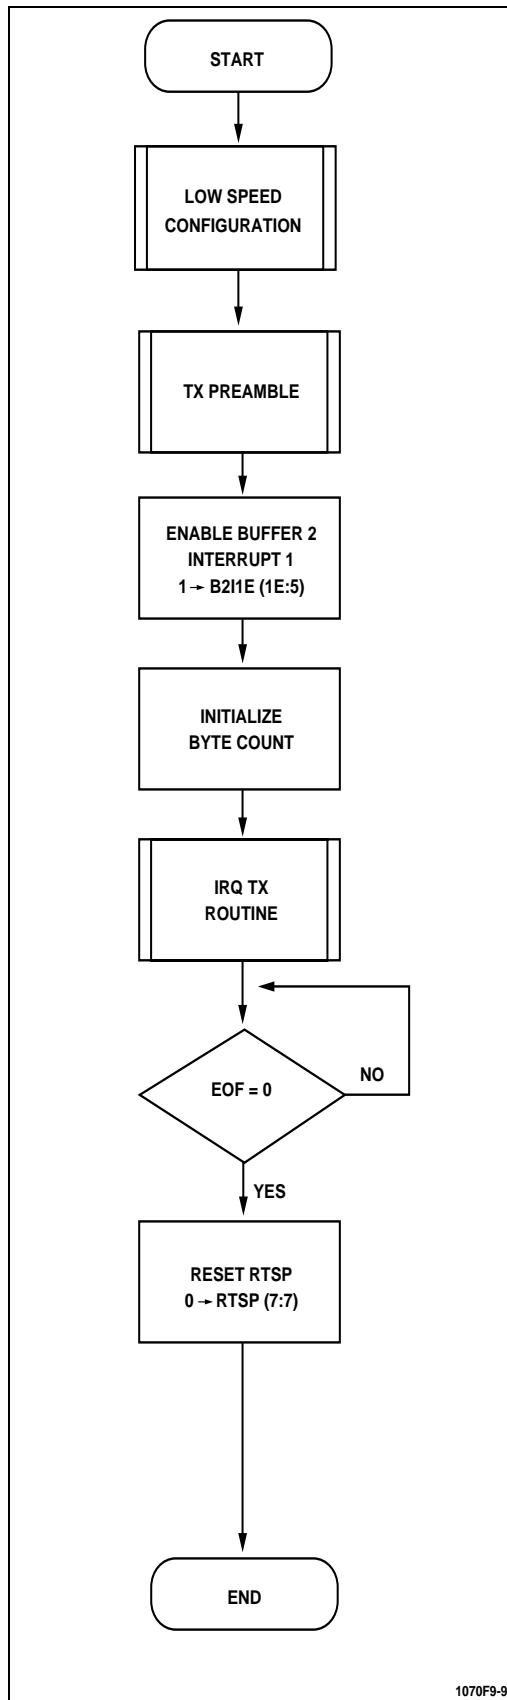 START
LOW SPEED
CONFIGURATION
TX PREAMBLE
ENABLE BUFFER 2
INTERRUPT 1
1 → B2I1E (1E:5)
INITIALIZE
BYTE COUNT
IRQ TX
ROUTINE
EOF = 0
NO
YES
RESET RTSP
0 → RTSP (7:7)
END
1070F9-9